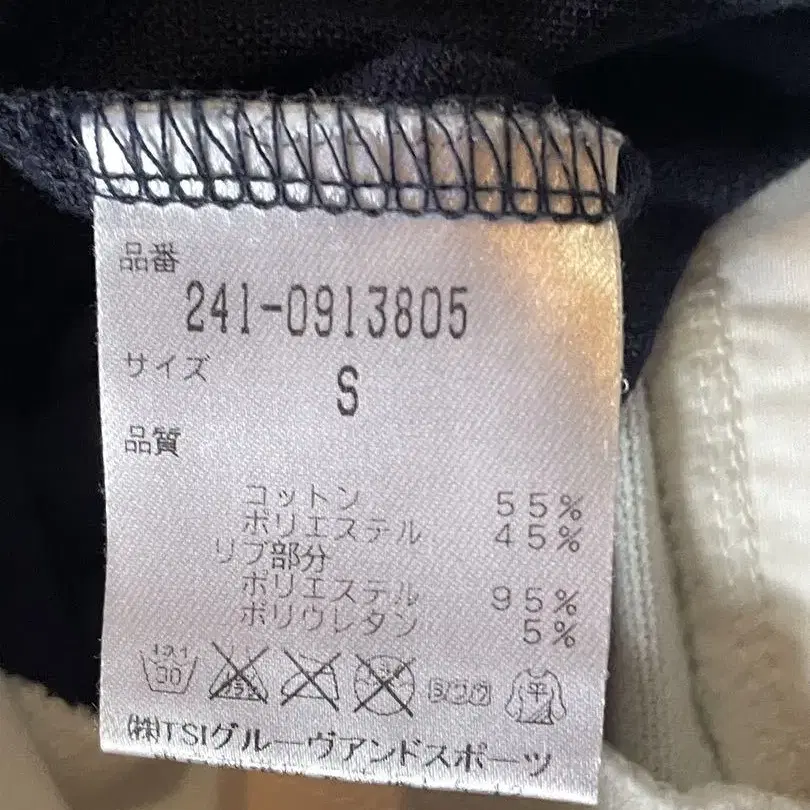 品番
241-0913805
サイズ
S
品質
コットン 55%
ポリエステル 45%
リブ部分
ポリエステル 95%
ポリウレタン 5%
30 平
(株)TSIグルーヴアンドスポーツ